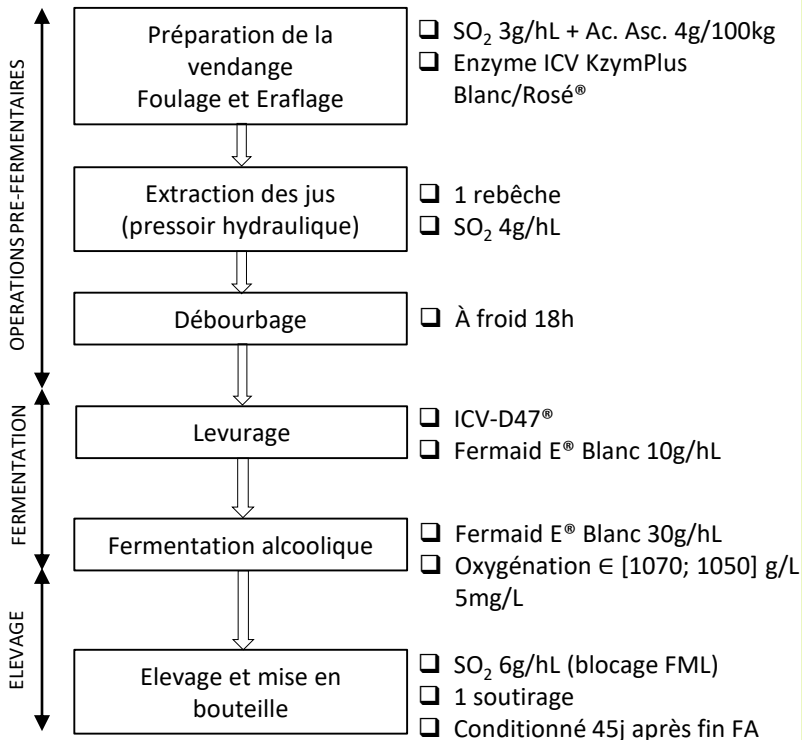 OPERATIONS PRE-FERMENTAIRES
Préparation de la
vendange
Foulage et Eraflage
❑ SO₂ 3g/hL + Ac. Asc. 4g/100kg
❑ Enzyme ICV KzymPlus
Blanc/Rosé®
Extraction des jus
(pressoir hydraulique)
❑ 1 rebêche
❑ SO₂ 4g/hL
Débourbage
❑ À froid 18h
FERMENTATION
Levurage
❑ ICV-D47®
❑ Fermaid E® Blanc 10g/hL
Fermentation alcoolique
❑ Fermaid E® Blanc 30g/hL
❑ Oxygénation ∈ [1070; 1050] g/L
5mg/L
ELEVAGE
Elevage et mise en
bouteille
❑ SO₂ 6g/hL (blocage FML)
❑ 1 soutirage
❑ Conditionné 45j après fin FA